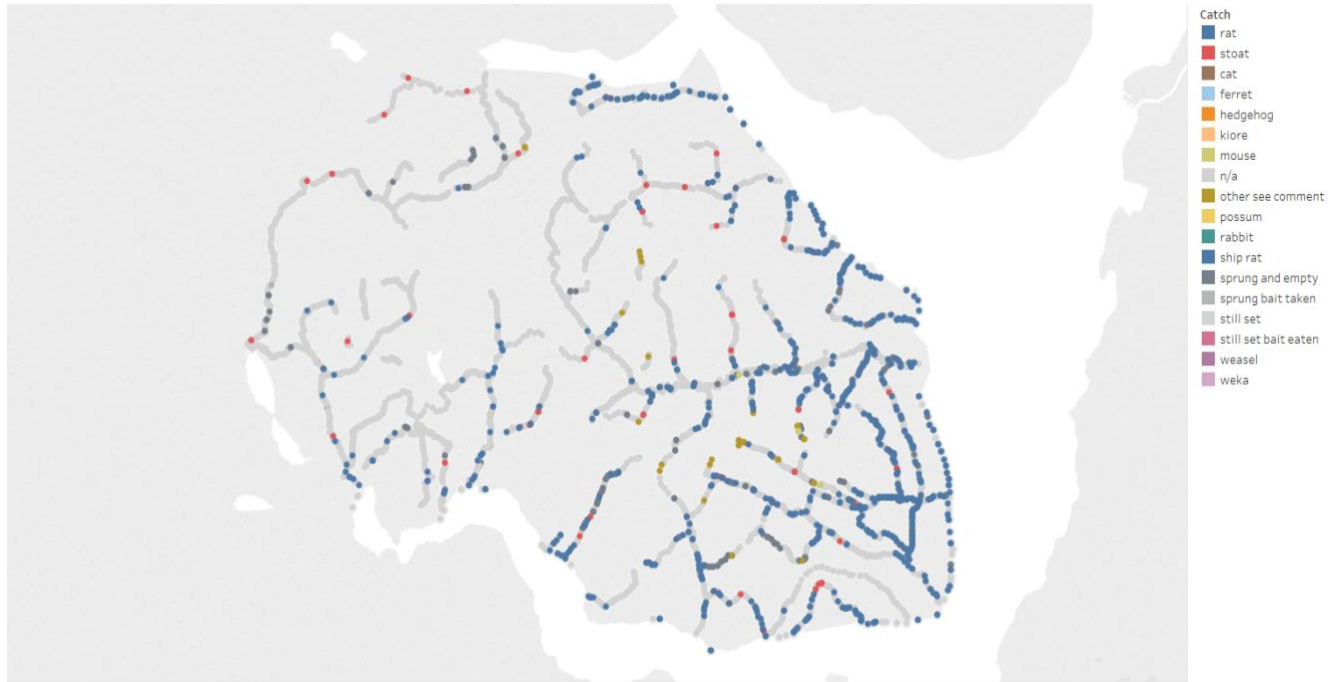 Catch
rat
stoat
cat
ferret
hedgehog
kiore
mouse
n/a
other see comment
possum
rabbit
ship rat
sprung and empty
sprung bait taken
still set
still set bait eaten
weasel
weka